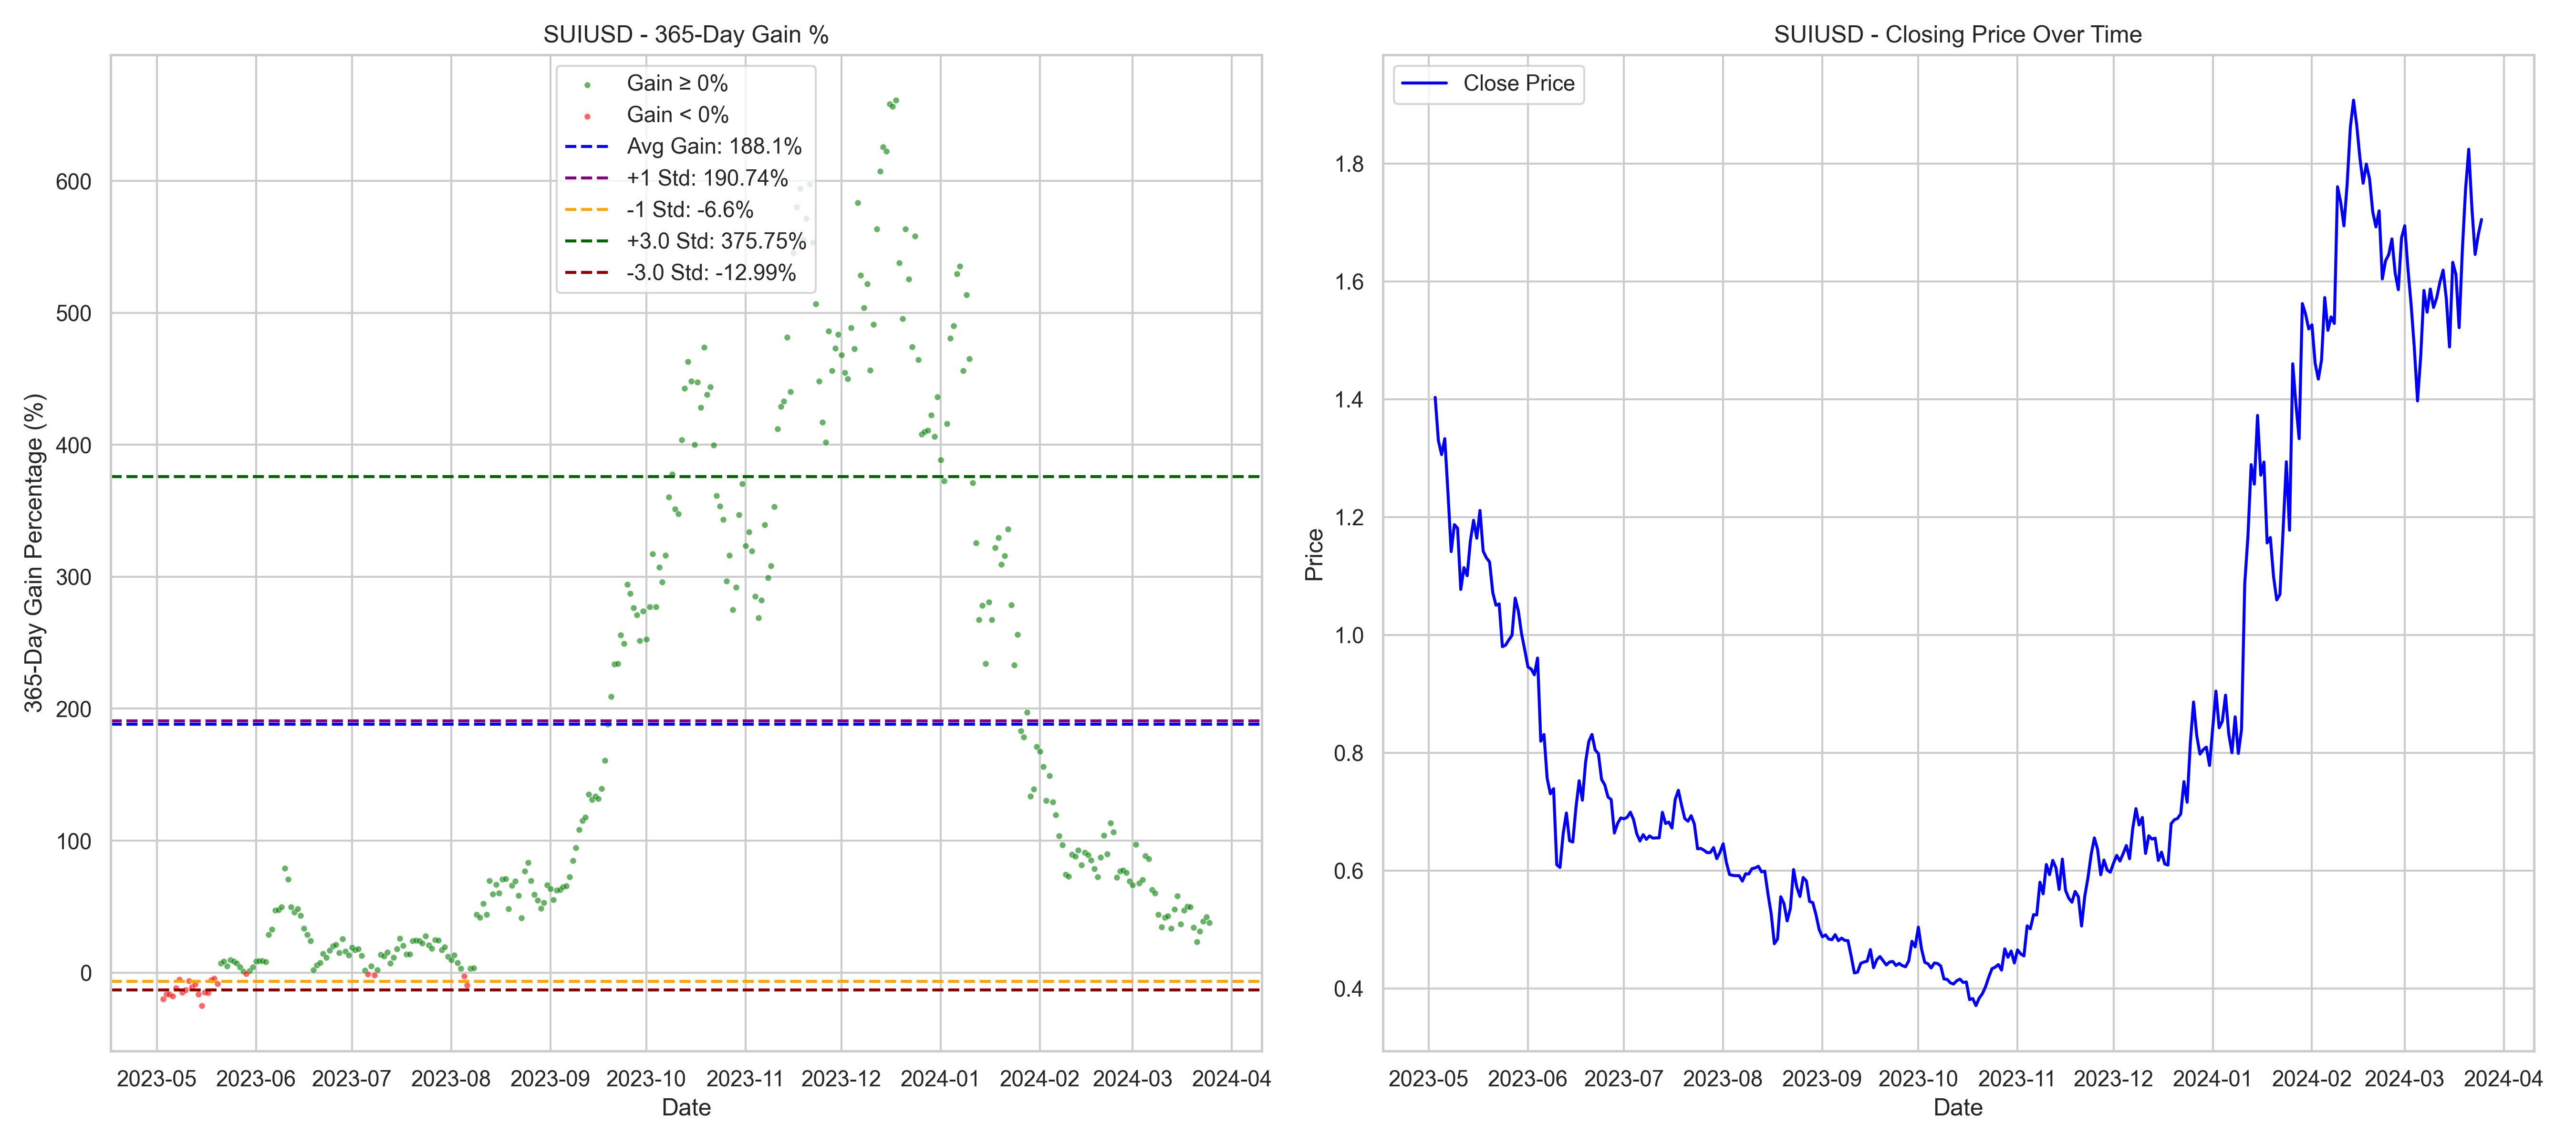 SUIUSD - 365-Day Gain %
Gain ≥ 0%
Gain < 0%
Avg Gain: 188.1%
+1 Std: 190.74%
-1 Std: -6.6%
+3.0 Std: 375.75%
-3.0 Std: -12.99%
365-Day Gain Percentage (%)
600
500
400
300
200
100
0
2023-05 2023-06 2023-07 2023-08 2023-09 2023-10 2023-11 2023-12 2024-01 2024-02 2024-03 2024-04
Date
SUIUSD - Closing Price Over Time
Close Price
Price
1.8
1.6
1.4
1.2
1.0
0.8
0.6
0.4
2023-05 2023-06 2023-07 2023-08 2023-09 2023-10 2023-11 2023-12 2024-01 2024-02 2024-03 2024-04
Date